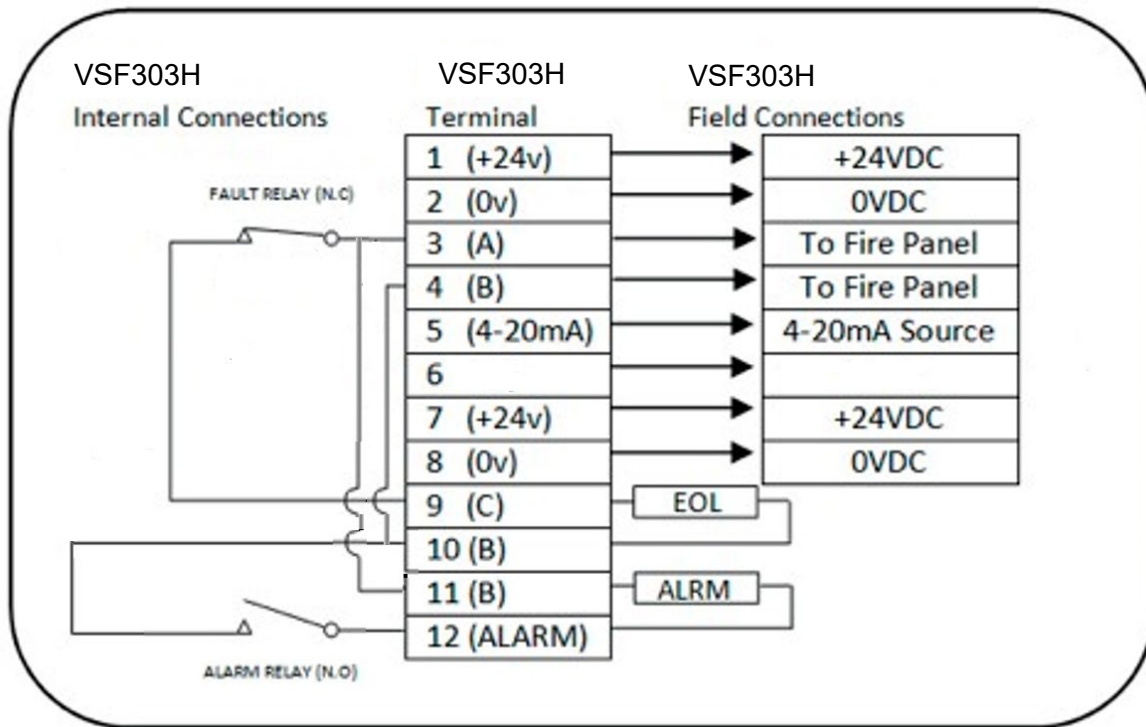 VSF303H VSF303H VSF303H
Internal Connections Terminal Field Connections
1 (+24v) +24VDC
FAULT RELAY (N.C)
2 (0v) 0VDC
3 (A) To Fire Panel
4 (B) To Fire Panel
5 (4-20mA) 4-20mA Source
6
7 (+24v) +24VDC
8 (0v) 0VDC
9 (C) EOL
10 (B)
11 (B) ALRM
12 (ALARM)
ALARM RELAY (N.O)